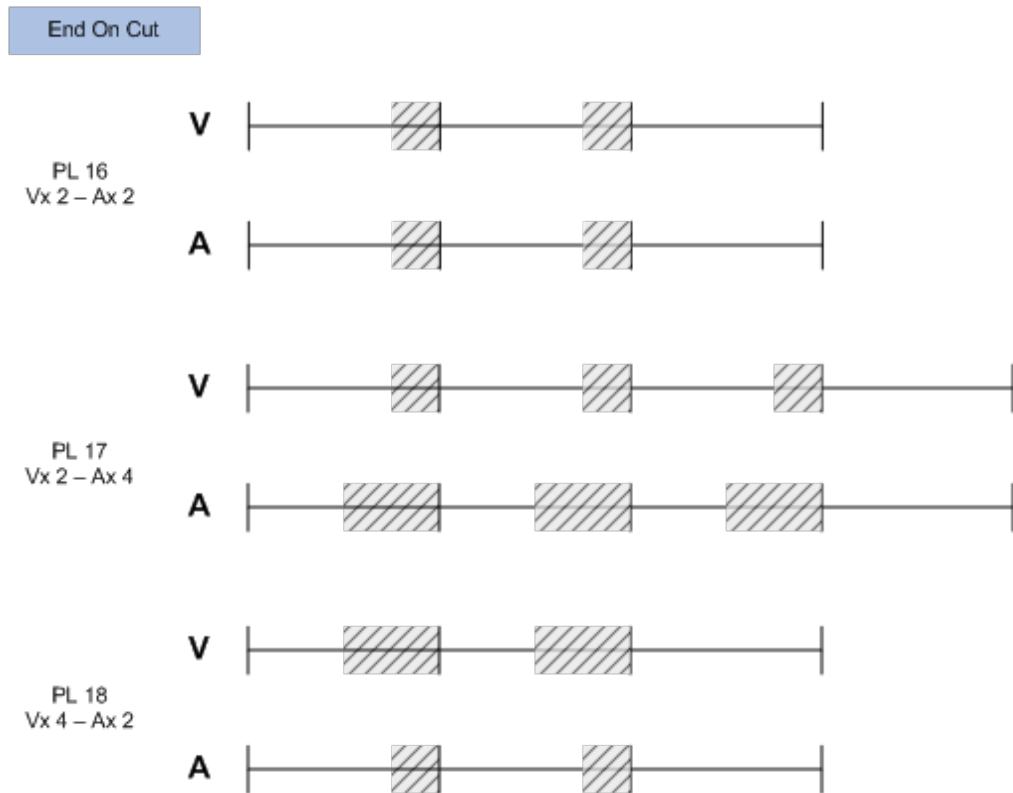 End On Cut
V
PL 16
Vx 2 – Ax 2
A
V
PL 17
Vx 2 – Ax 4
A
V
PL 18
Vx 4 – Ax 2
A